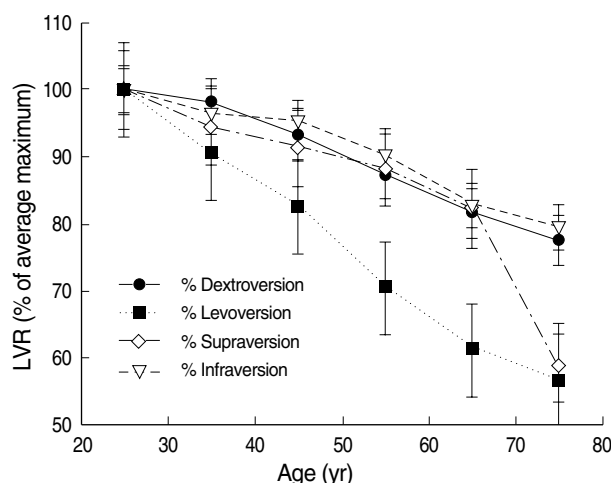 110
100
90
80
70
60
50
LVR (% of average maximum)
% Dextroversion
% Levoversion
% Supraversion
% Infraversion
20 30 40 50 60 70 80
Age (yr)